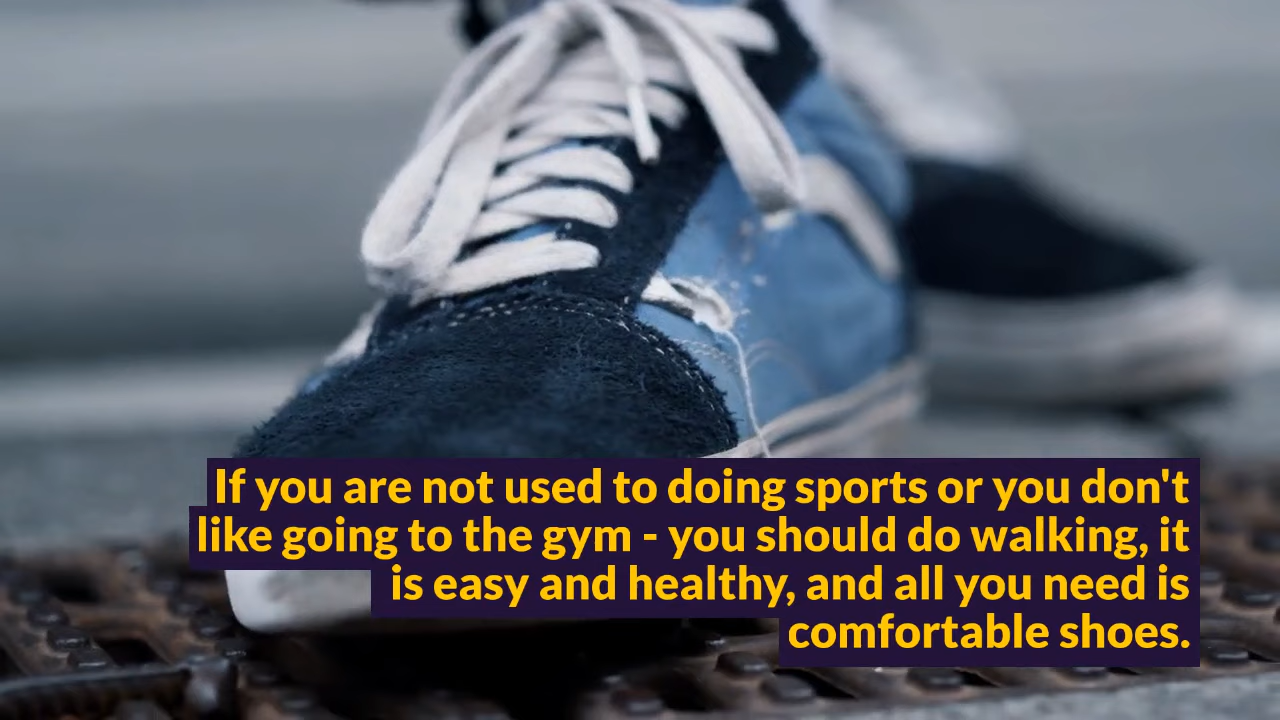 If you are not used to doing sports or you don't
like going to the gym - you should do walking, it
is easy and healthy, and all you need is
comfortable shoes.